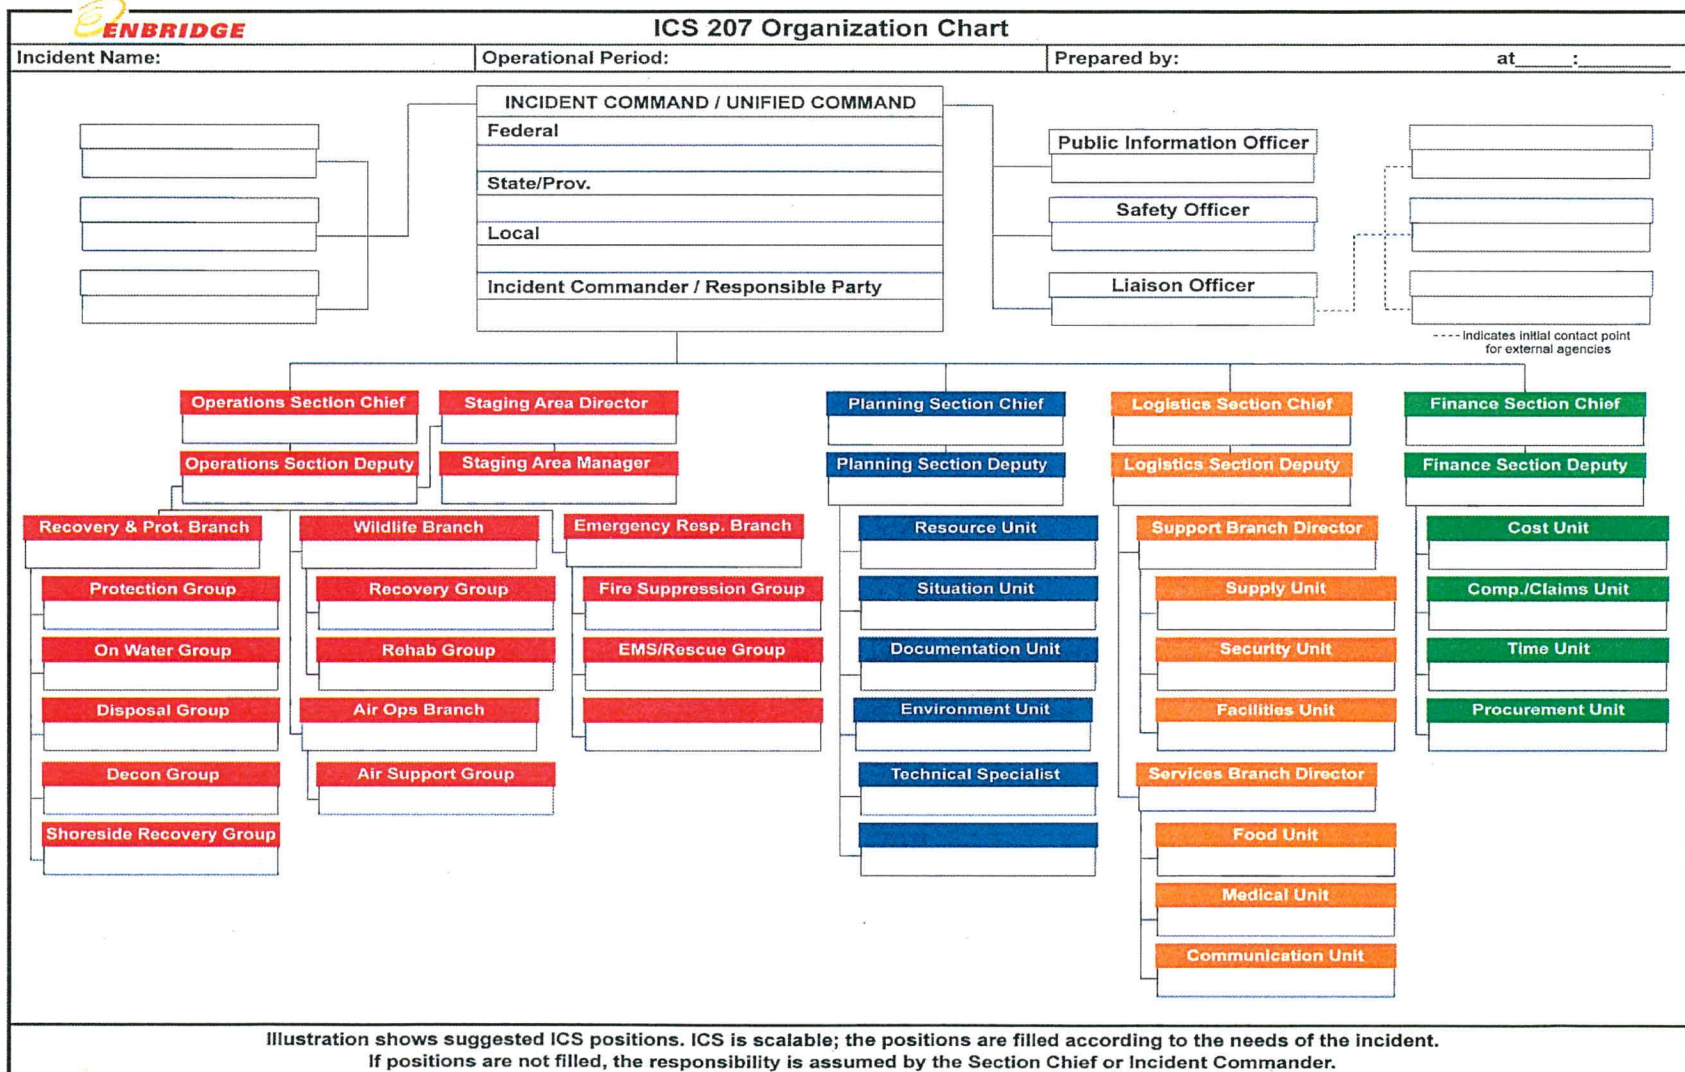 ENBRIDGE
ICS 207 Organization Chart
Incident Name:
Operational Period:
Prepared by:
at_____:_________
INCIDENT COMMAND / UNIFIED COMMAND
Federal
State/Prov.
Local
Incident Commander / Responsible Party
Public Information Officer
Safety Officer
Liaison Officer
---- indicates initial contact point
for external agencies
Operations Section Chief
Staging Area Director
Planning Section Chief
Logistics Section Chief
Finance Section Chief
Operations Section Deputy
Staging Area Manager
Planning Section Deputy
Logistics Section Deputy
Finance Section Deputy
Recovery & Prot. Branch
Wildlife Branch
Emergency Resp. Branch
Resource Unit
Support Branch Director
Cost Unit
Protection Group
Recovery Group
Fire Suppression Group
Situation Unit
Supply Unit
Comp./Claims Unit
On Water Group
Rehab Group
EMS/Rescue Group
Documentation Unit
Security Unit
Time Unit
Disposal Group
Air Ops Branch
Environment Unit
Facilities Unit
Procurement Unit
Decon Group
Air Support Group
Technical Specialist
Services Branch Director
Shoreside Recovery Group
Food Unit
Medical Unit
Communication Unit
Illustration shows suggested ICS positions. ICS is scalable; the positions are filled according to the needs of the incident.
If positions are not filled, the responsibility is assumed by the Section Chief or Incident Commander.